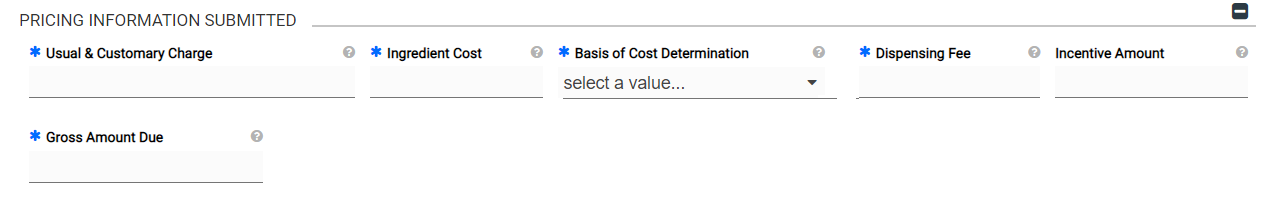 PRICING INFORMATION SUBMITTED
* Usual & Customary Charge ? * Ingredient Cost ? * Basis of Cost Determination ? * Dispensing Fee ? Incentive Amount ?
select a value...
* Gross Amount Due ?